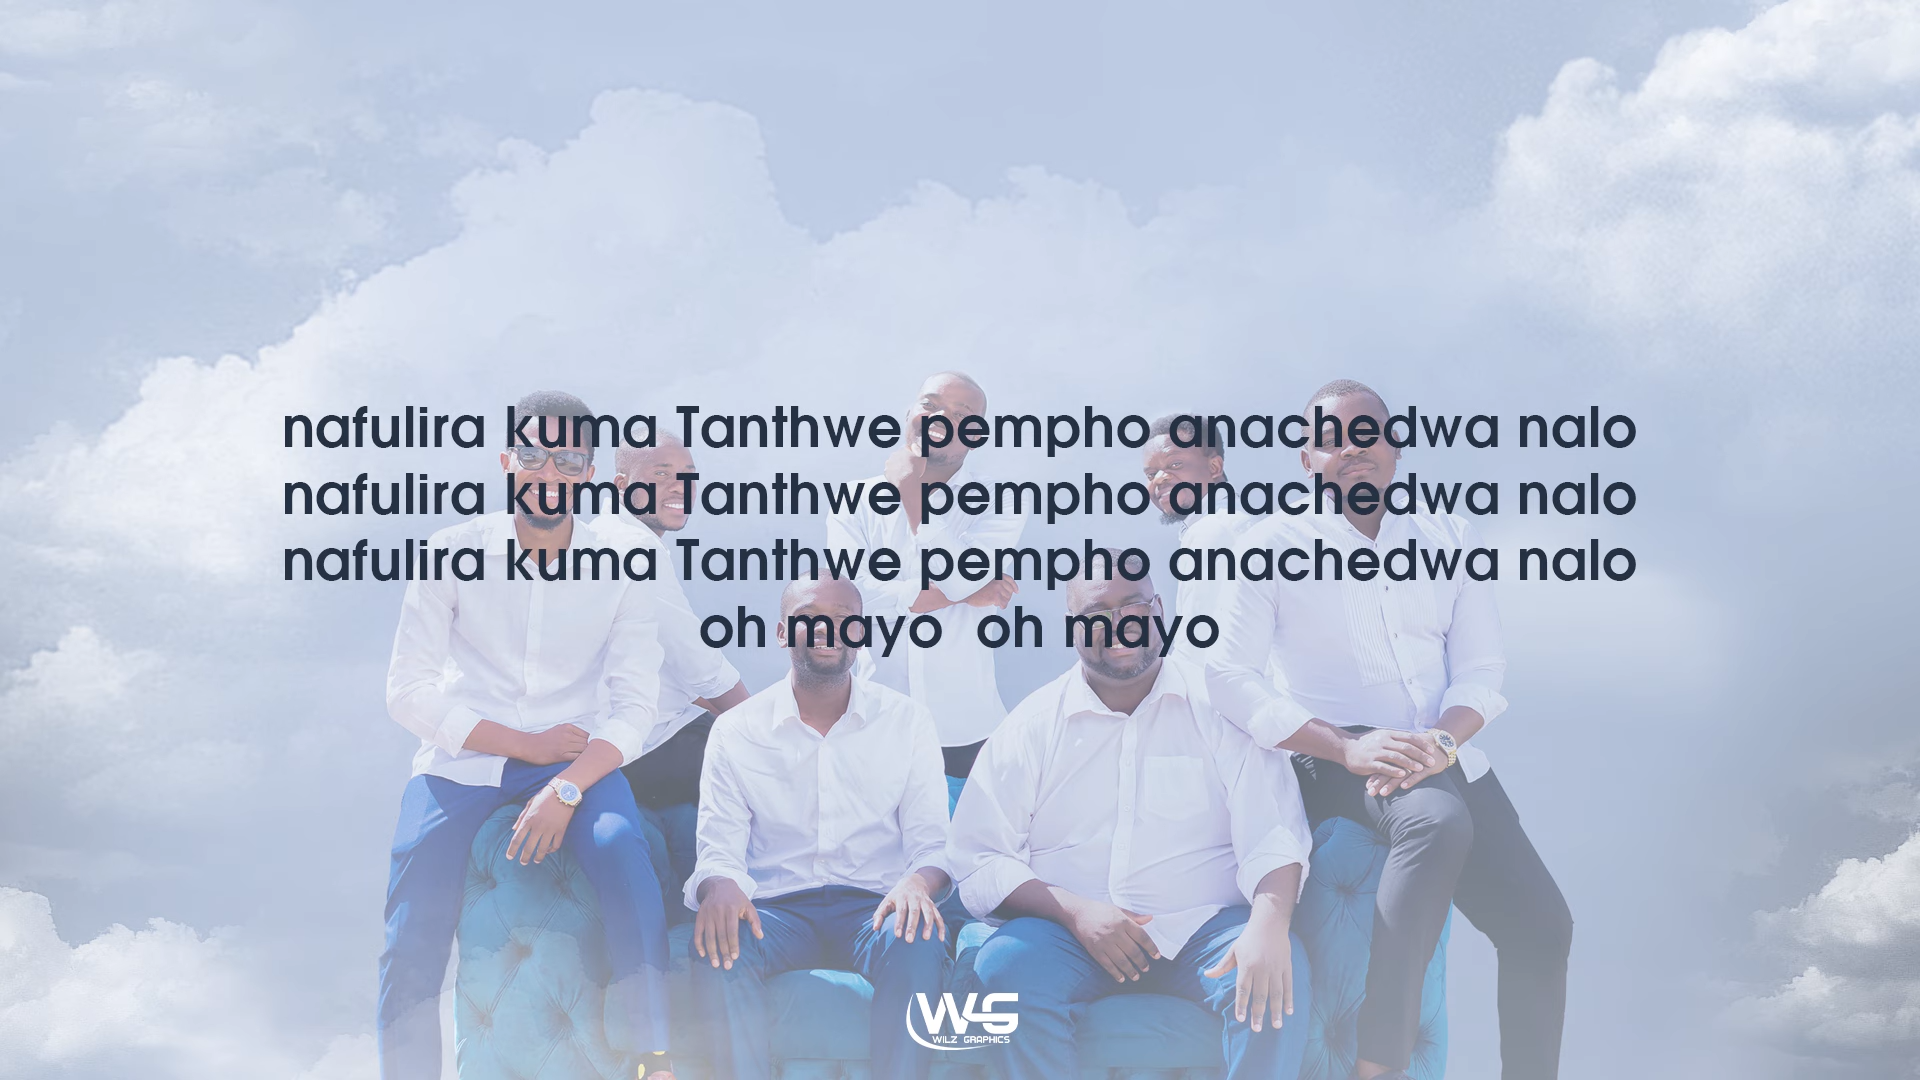 nafulira kuma Tanthwe pempho anachedwa nalo
nafulira kuma Tanthwe pempho anachedwa nalo
nafulira kuma Tanthwe pempho anachedwa nalo
oh mayo  oh mayo
WS
WILZ GRAPHICS